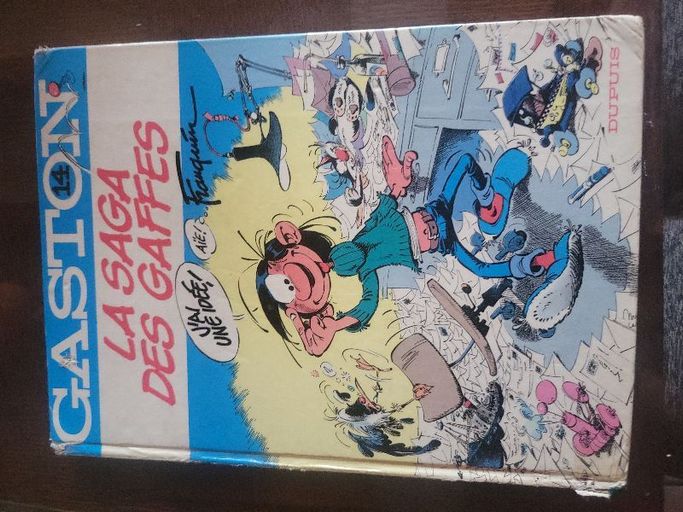 GASTON
14
LA SAGA
DES GAFFES
Franquin
AÏE!
J'AI
UNE IDÉE!
DUPUIS